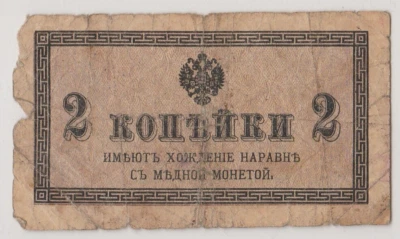 2 КОПѢЙКИ 2
ИМѢЮТЪ ХОЖДЕНІЕ НАРАВНѢ
СЪ МѢДНОЙ МОНЕТОЙ.